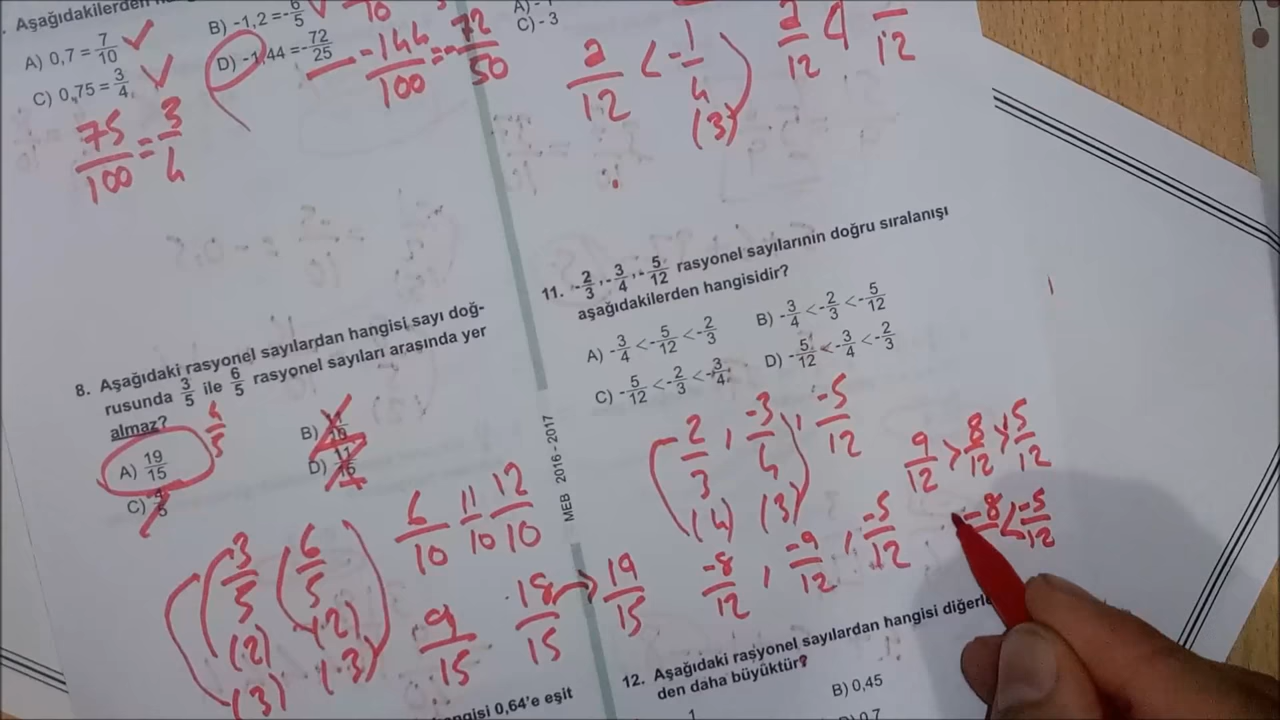 . Aşağıdakilerden
A) 0,7 = 7/10
B) -1,2 = -6/5
C) 0,75 = 3/4
D) -1,44 = -72/25
-144/100 = -72/50
75/100 = 3/4
C) - 3
2/12 < -1/4
(3)
2/12 <
12
8. Aşağıdaki rasyonel sayılardan hangisi sayı doğ-
rusunda 3/5 ile 6/5 rasyonel sayıları arasında yer
almaz?
4/5
A) 19/15
B)
C) 4/5
D) 11/15
3/5 6/5
(2) (2)
(3) (3)
6/10 11/10 12/10
9/15 18/15 > 19/15
MEB 2016 - 2017
11. -2/3, -3/4, -5/12 rasyonel sayılarının doğru sıralanışı
aşağıdakilerden hangisidir?
A) -3/4 < -5/12 < -2/3
B) -3/4 < -2/3 < -5/12
C) -5/12 < -2/3 < -3/4
D) -5/12 < -3/4 < -2/3
2/3, -3/4, -5/12
(4) (3)
9/12 > 8/12 > 5/12
-8/12, -9/12, -5/12
-8 < -5/12
12. Aşağıdaki rasyonel sayılardan hangisi
den daha büyüktür?
B) 0,45
0,64'e eşit